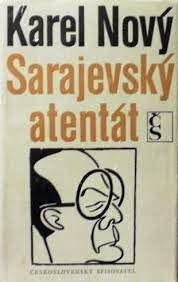 Karel Nový
Sarajevský
atentát
ČS
ČESKOSLOVENSKÝ SPISOVATEL